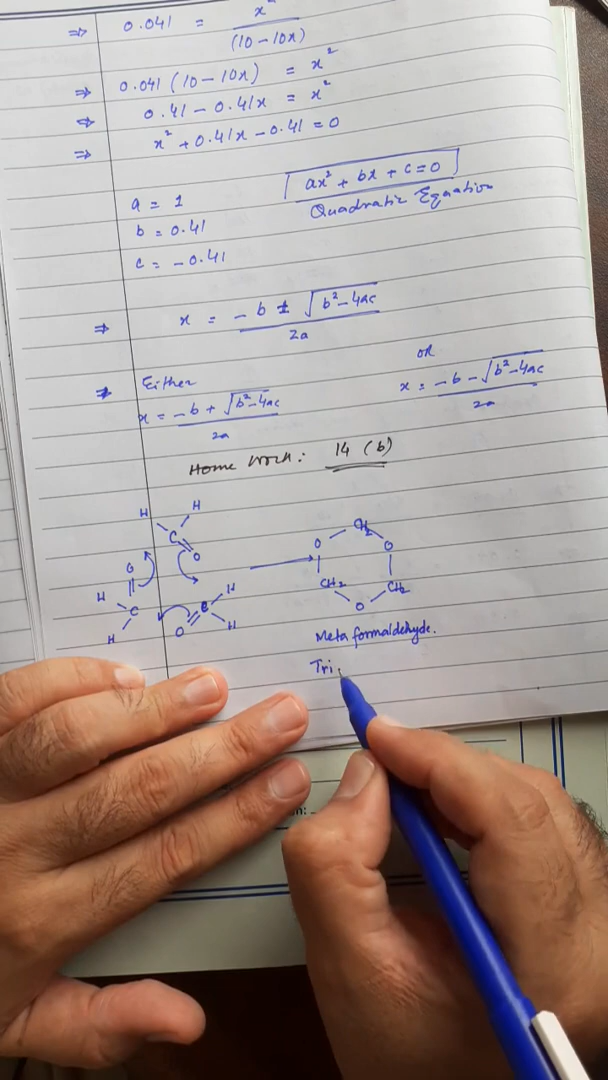 ⇒ 0.041 = x²
(10-10x)
⇒ 0.041 (10-10x) = x²
⇒ 0.41 - 0.41x = x²
⇒ x² + 0.41x - 0.41 = 0
ax² + bx + c = 0
Quadratic Equation
a = 1
b = 0.41
c = -0.41
⇒ x = -b ± √b²-4ac
2a
⇒ Either
x = -b + √b²-4ac
2a
or
x = -b - √b²-4ac
2a
Home Work: 14 (b)
H H
C
O
O
H C
H
C H
O H
CH₂
O O
CH₂ CH₂
O
Meta formaldehyde.
Tri